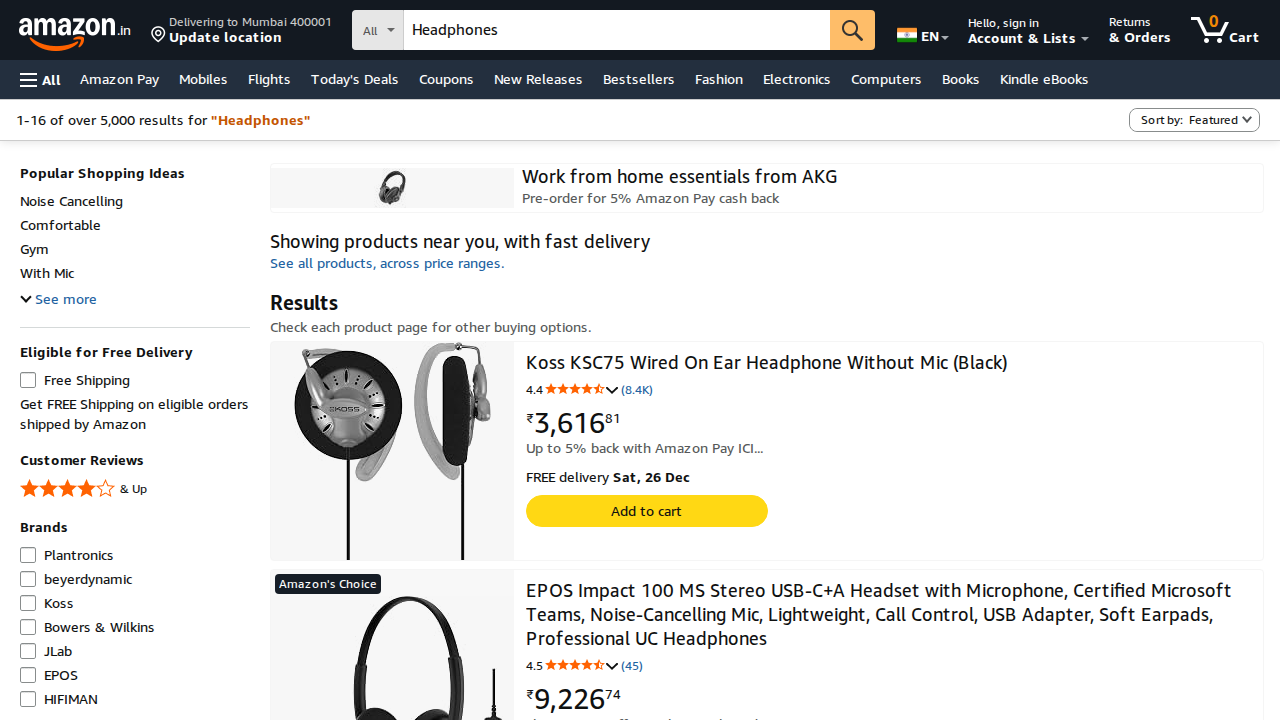 amazon.in
Delivering to Mumbai 400001
Update location
All
Headphones
EN
Hello, sign in
Account & Lists
Returns
& Orders
0
Cart
All
Amazon Pay
Mobiles
Flights
Today's Deals
Coupons
New Releases
Bestsellers
Fashion
Electronics
Computers
Books
Kindle eBooks
1-16 of over 5,000 results for "Headphones"
Sort by: Featured
Popular Shopping Ideas
Noise Cancelling
Comfortable
Gym
With Mic
See more
Eligible for Free Delivery
Free Shipping
Get FREE Shipping on eligible orders
shipped by Amazon
Customer Reviews
& Up
Brands
Plantronics
beyerdynamic
Koss
Bowers & Wilkins
JLab
EPOS
HIFIMAN
Work from home essentials from AKG
Pre-order for 5% Amazon Pay cash back
Showing products near you, with fast delivery
See all products, across price ranges.
Results
Check each product page for other buying options.
KOSS
Koss KSC75 Wired On Ear Headphone Without Mic (Black)
4.4 (8.4K)
₹3,61681
Up to 5% back with Amazon Pay ICI...
FREE delivery Sat, 26 Dec
Add to cart
Amazon's Choice
EPOS Impact 100 MS Stereo USB-C+A Headset with Microphone, Certified Microsoft
Teams, Noise-Cancelling Mic, Lightweight, Call Control, USB Adapter, Soft Earpads,
Professional UC Headphones
4.5 (45)
₹9,22674